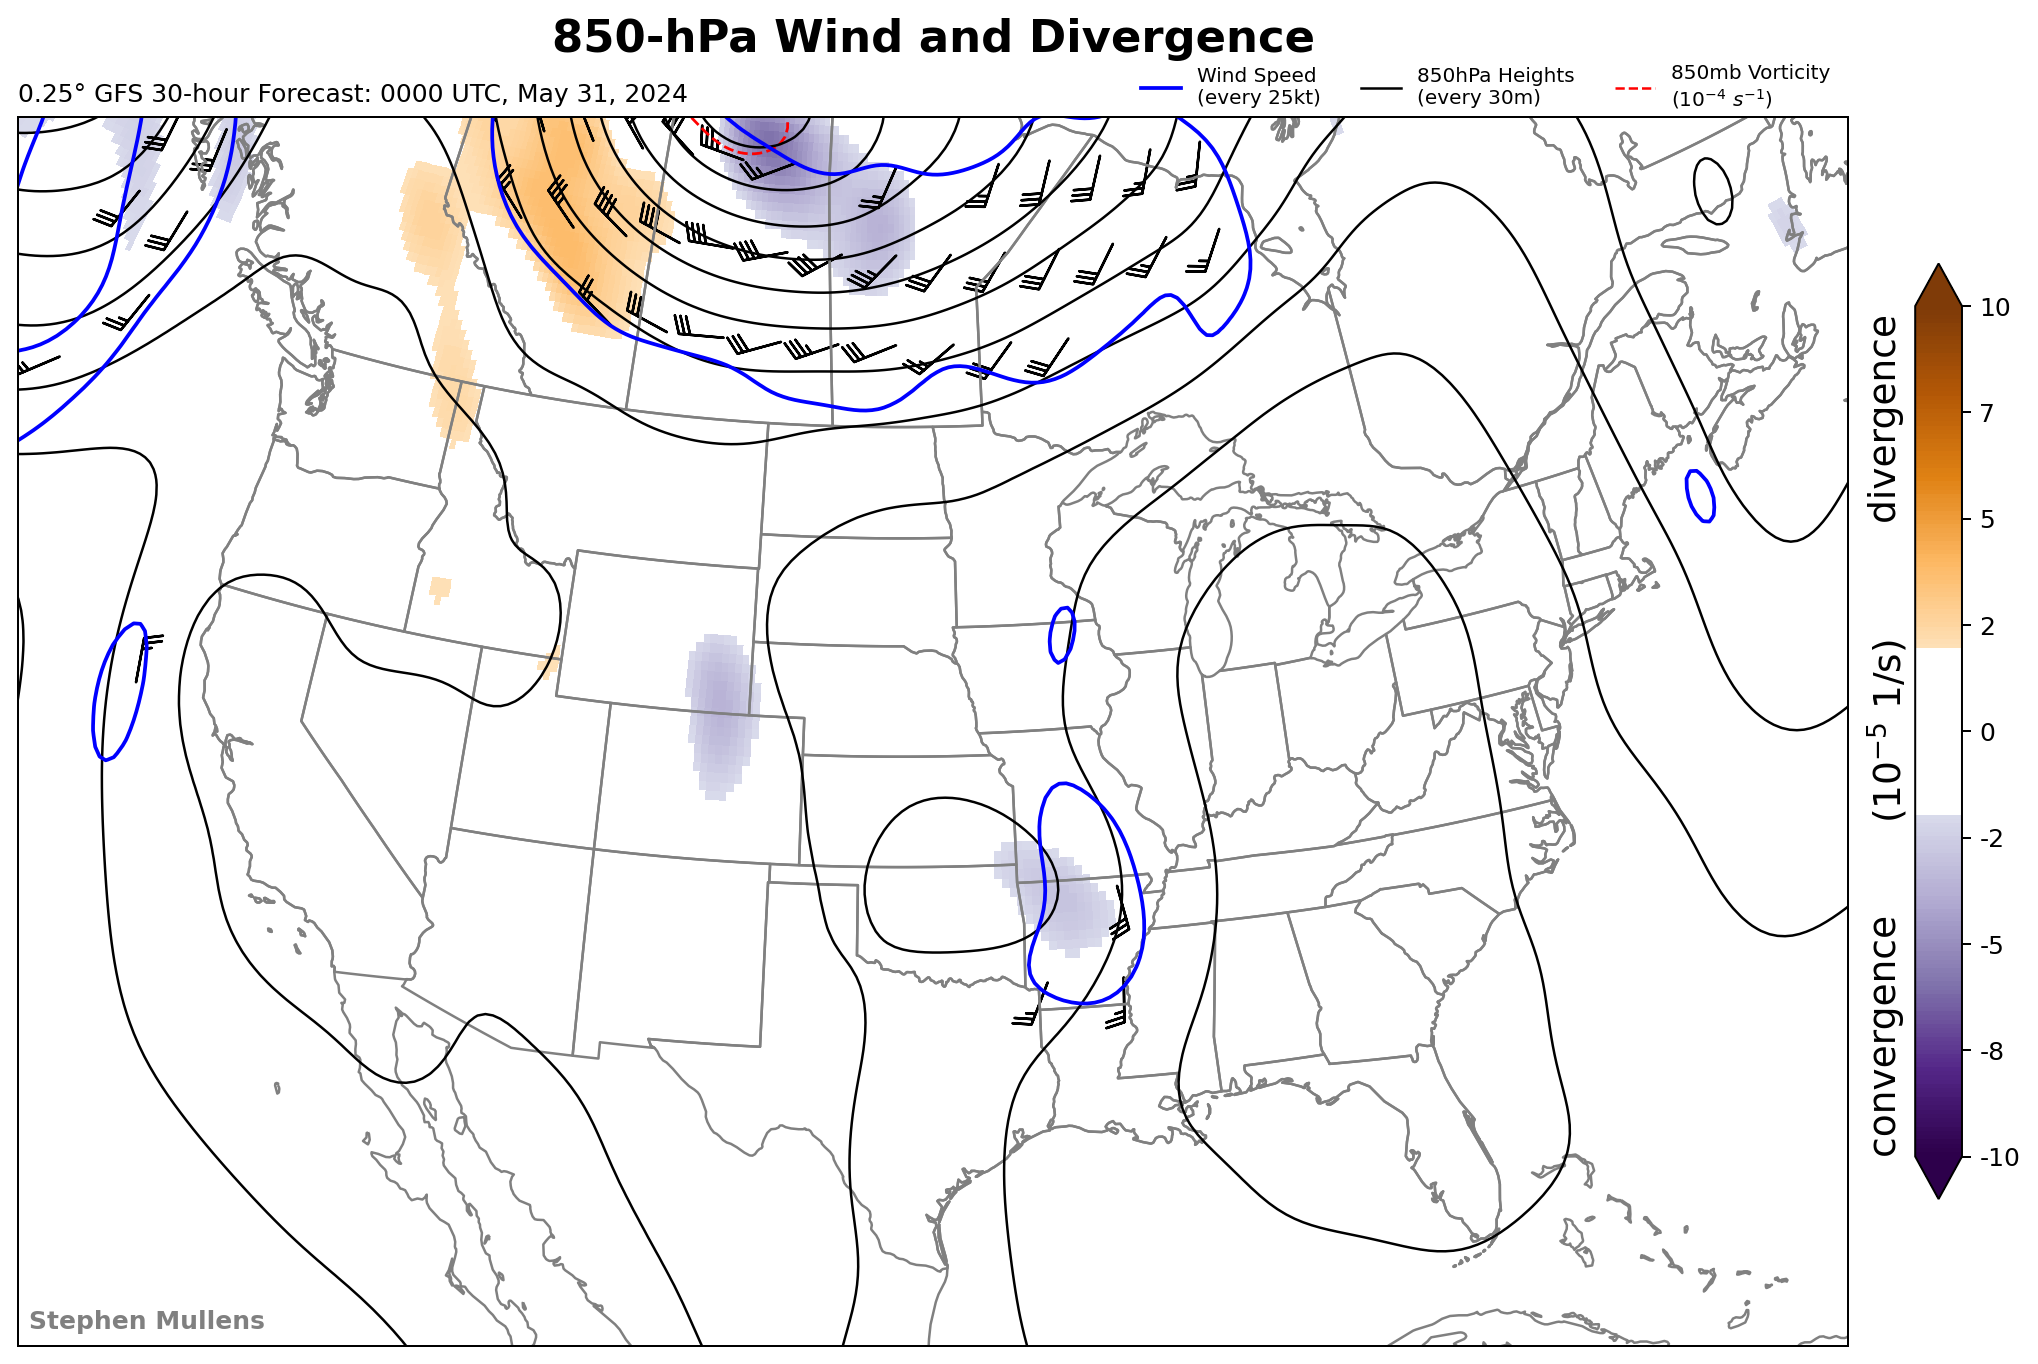 850-hPa Wind and Divergence
0.25° GFS 30-hour Forecast: 0000 UTC, May 31, 2024
Wind Speed
(every 25kt)
850hPa Heights
(every 30m)
850mb Vorticity
(10⁻⁴ s⁻¹)
10
7
5
2
0
-2
-5
-8
-10
convergence (10⁻⁵ 1/s) divergence
Stephen Mullens